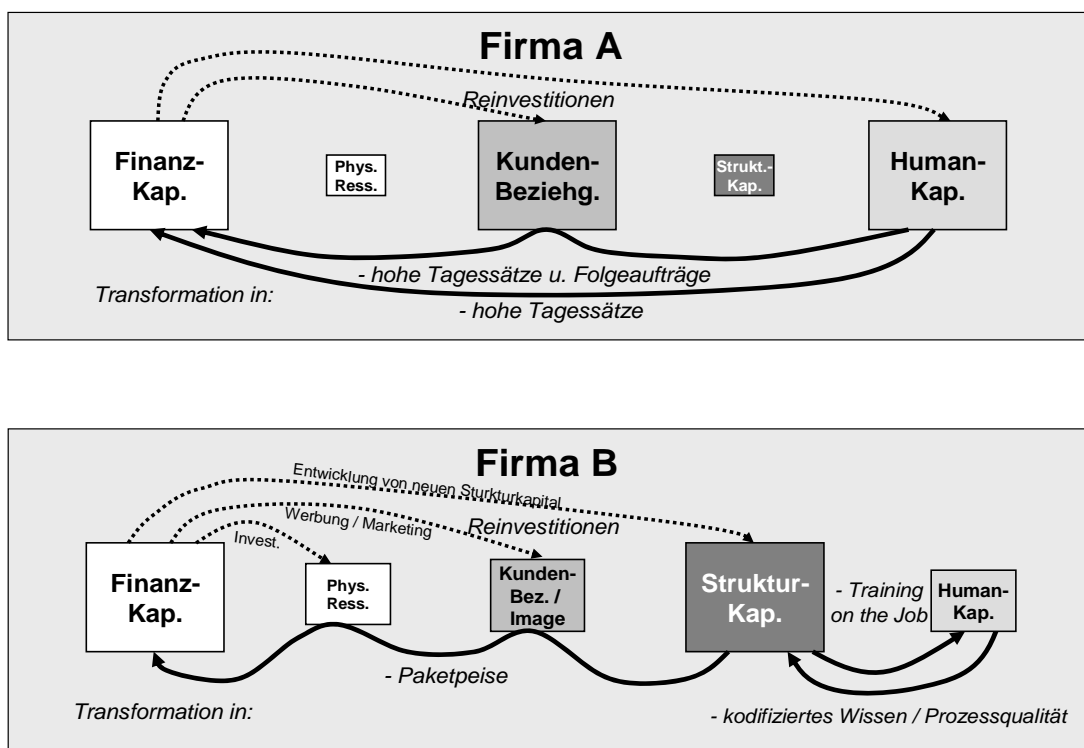 Firma A
Reinvestitionen
Finanz-
Kap.
Phys.
Ress.
Kunden-
Beziehg.
Strukt.-
Kap.
Human-
Kap.
- hohe Tagessätze u. Folgeaufträge
Transformation in:
- hohe Tagessätze
Firma B
Entwicklung von neuen Sturkturkapital
Werbung / Marketing
Reinvestitionen
Invest.
Finanz-
Kap.
Phys.
Ress.
Kunden-
Bez. /
Image
Struktur-
Kap.
- Training
on the Job
Human-
Kap.
- Paketpeise
Transformation in:
- kodifiziertes Wissen / Prozessqualität